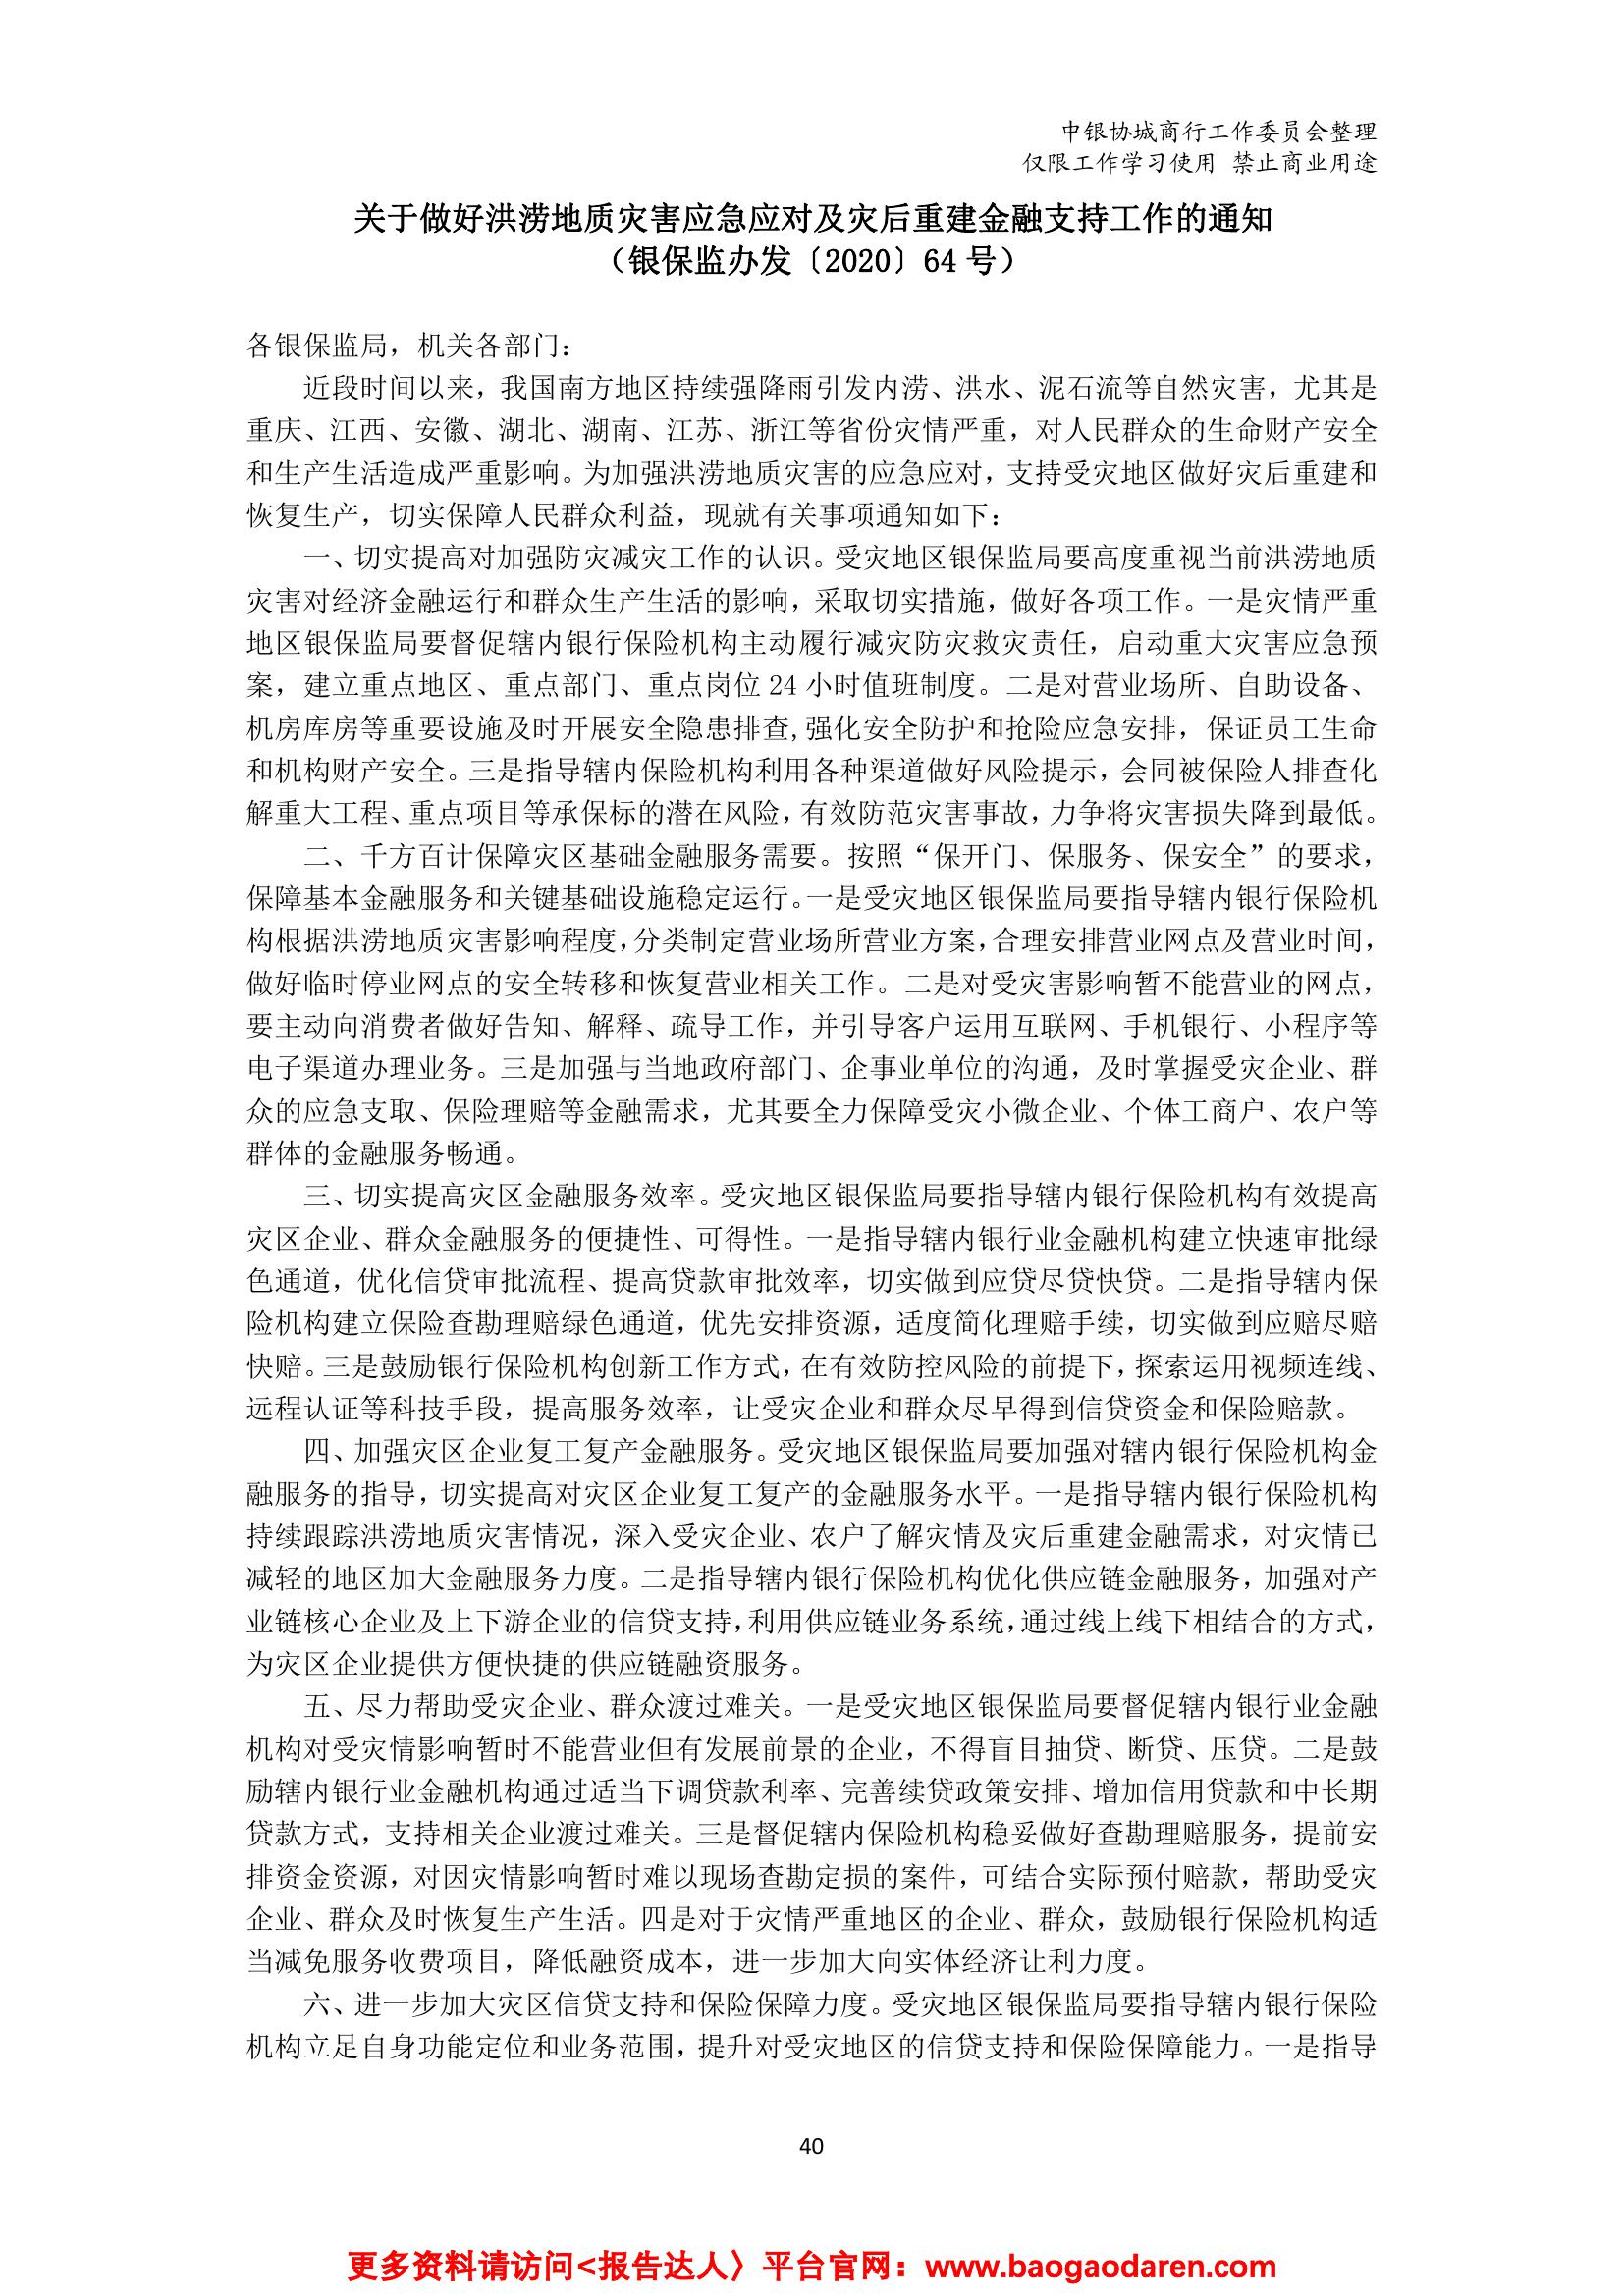 中银协城商行工作委员会整理
仅限工作学习使用 禁止商业用途
关于做好洪涝地质灾害应急应对及灾后重建金融支持工作的通知
（银保监办发〔2020〕64 号）
各银保监局，机关各部门：
近段时间以来，我国南方地区持续强降雨引发内涝、洪水、泥石流等自然灾害，尤其是
重庆、江西、安徽、湖北、湖南、江苏、浙江等省份灾情严重，对人民群众的生命财产安全
和生产生活造成严重影响。为加强洪涝地质灾害的应急应对，支持受灾地区做好灾后重建和
恢复生产，切实保障人民群众利益，现就有关事项通知如下：
一、切实提高对加强防灾减灾工作的认识。受灾地区银保监局要高度重视当前洪涝地质
灾害对经济金融运行和群众生产生活的影响，采取切实措施，做好各项工作。一是灾情严重
地区银保监局要督促辖内银行保险机构主动履行减灾防灾救灾责任，启动重大灾害应急预
案，建立重点地区、重点部门、重点岗位 24 小时值班制度。二是对营业场所、自助设备、
机房库房等重要设施及时开展安全隐患排查,强化安全防护和抢险应急安排，保证员工生命
和机构财产安全。三是指导辖内保险机构利用各种渠道做好风险提示，会同被保险人排查化
解重大工程、重点项目等承保标的潜在风险，有效防范灾害事故，力争将灾害损失降到最低。
二、千方百计保障灾区基础金融服务需要。按照“保开门、保服务、保安全”的要求，
保障基本金融服务和关键基础设施稳定运行。一是受灾地区银保监局要指导辖内银行保险机
构根据洪涝地质灾害影响程度，分类制定营业场所营业方案，合理安排营业网点及营业时间，
做好临时停业网点的安全转移和恢复营业相关工作。二是对受灾害影响暂不能营业的网点，
要主动向消费者做好告知、解释、疏导工作，并引导客户运用互联网、手机银行、小程序等
电子渠道办理业务。三是加强与当地政府部门、企事业单位的沟通，及时掌握受灾企业、群
众的应急支取、保险理赔等金融需求，尤其要全力保障受灾小微企业、个体工商户、农户等
群体的金融服务畅通。
三、切实提高灾区金融服务效率。受灾地区银保监局要指导辖内银行保险机构有效提高
灾区企业、群众金融服务的便捷性、可得性。一是指导辖内银行业金融机构建立快速审批绿
色通道，优化信贷审批流程、提高贷款审批效率，切实做到应贷尽贷快贷。二是指导辖内保
险机构建立保险查勘理赔绿色通道，优先安排资源，适度简化理赔手续，切实做到应赔尽赔
快赔。三是鼓励银行保险机构创新工作方式，在有效防控风险的前提下，探索运用视频连线、
远程认证等科技手段，提高服务效率，让受灾企业和群众尽早得到信贷资金和保险赔款。
四、加强灾区企业复工复产金融服务。受灾地区银保监局要加强对辖内银行保险机构金
融服务的指导，切实提高对灾区企业复工复产的金融服务水平。一是指导辖内银行保险机构
持续跟踪洪涝地质灾害情况，深入受灾企业、农户了解灾情及灾后重建金融需求，对灾情已
减轻的地区加大金融服务力度。二是指导辖内银行保险机构优化供应链金融服务，加强对产
业链核心企业及上下游企业的信贷支持，利用供应链业务系统，通过线上线下相结合的方式，
为灾区企业提供方便快捷的供应链融资服务。
五、尽力帮助受灾企业、群众渡过难关。一是受灾地区银保监局要督促辖内银行业金融
机构对受灾情影响暂时不能营业但有发展前景的企业，不得盲目抽贷、断贷、压贷。二是鼓
励辖内银行业金融机构通过适当下调贷款利率、完善续贷政策安排、增加信用贷款和中长期
贷款方式，支持相关企业渡过难关。三是督促辖内保险机构稳妥做好查勘理赔服务，提前安
排资金资源，对因灾情影响暂时难以现场查勘定损的案件，可结合实际预付赔款，帮助受灾
企业、群众及时恢复生产生活。四是对于灾情严重地区的企业、群众，鼓励银行保险机构适
当减免服务收费项目，降低融资成本，进一步加大向实体经济让利力度。
六、进一步加大灾区信贷支持和保险保障力度。受灾地区银保监局要指导辖内银行保险
机构立足自身功能定位和业务范围，提升对受灾地区的信贷支持和保险保障能力。一是指导
40
更多资料请访问<报告达人〉平台官网：www.baogaodaren.com